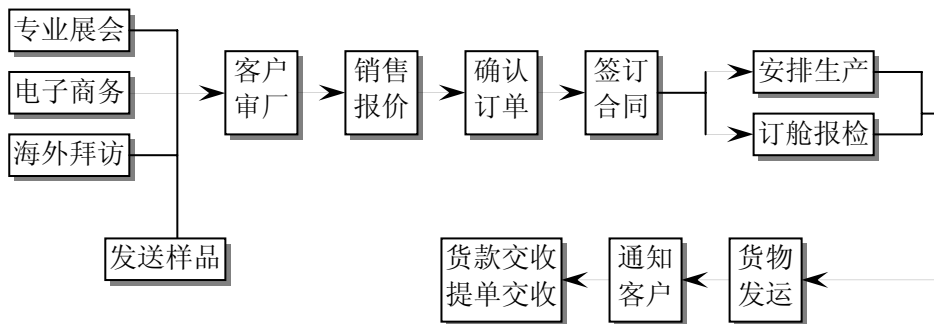 专业展会
电子商务
海外拜访
发送样品
客户
审厂
销售
报价
确认
订单
签订
合同
安排生产
订舱报检
货物
发运
通知
客户
货款交收
提单交收